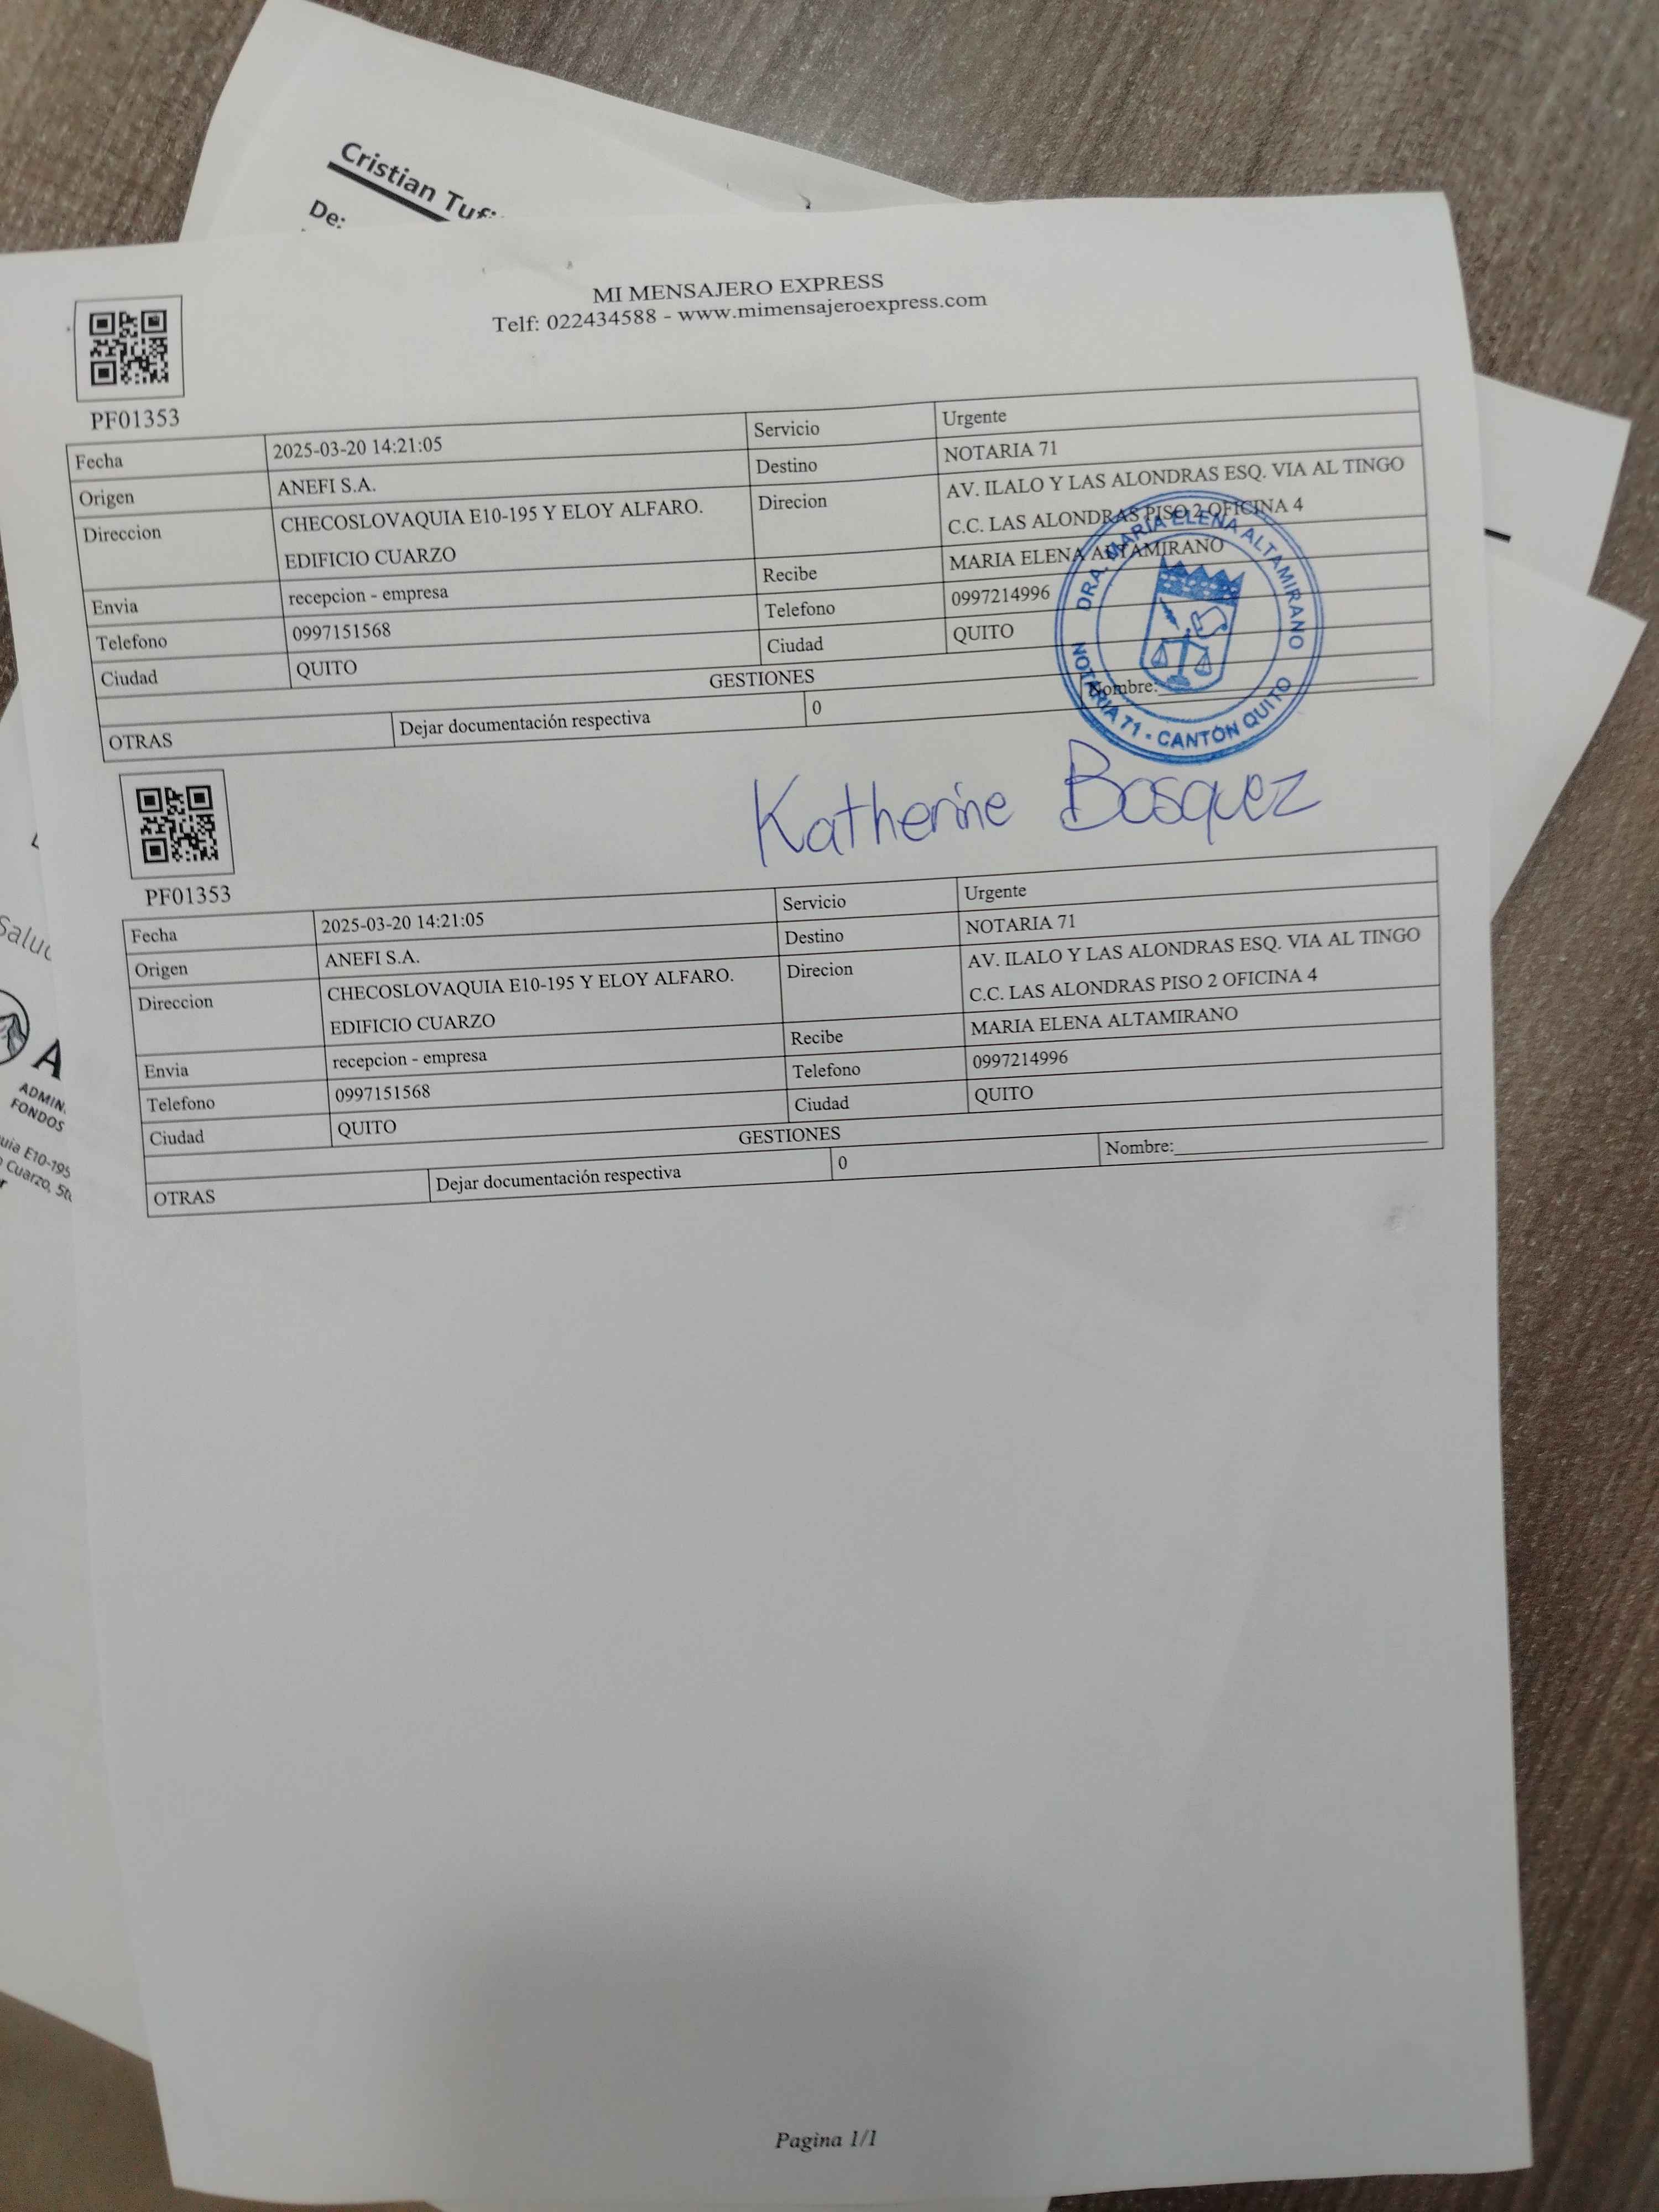 Cristian
De:
MI MENSAJERO EXPRESS
Telf: 022434588 - www.mimensajeroexpress.com
PF01353
Fecha 2025-03-20 14:21:05 Servicio Urgente
Origen ANEFI S.A. Destino NOTARIA 71
Direccion CHECOSLOVAQUIA E10-195 Y ELOY ALFARO. Direcion AV. ILALO Y LAS ALONDRAS ESQ. VIA AL TINGO
EDIFICIO CUARZO C.C. LAS ALONDRAS PISO 2 OFICINA 4
Envia recepcion - empresa Recibe MARIA ELENA ALTAMIRANO
Telefono 0997151568 Telefono 0997214996
Ciudad QUITO Ciudad QUITO
GESTIONES
OTRAS Dejar documentación respectiva 0 Nombre:
DRA. MARÍA ELENA ALTAMIRANO
NOTARIA 71 - CANTÓN QUITO
Katherine Bosquez
PF01353
Fecha 2025-03-20 14:21:05 Servicio Urgente
Origen ANEFI S.A. Destino NOTARIA 71
Direccion CHECOSLOVAQUIA E10-195 Y ELOY ALFARO. Direcion AV. ILALO Y LAS ALONDRAS ESQ. VIA AL TINGO
EDIFICIO CUARZO C.C. LAS ALONDRAS PISO 2 OFICINA 4
Envia recepcion - empresa Recibe MARIA ELENA ALTAMIRANO
Telefono 0997151568 Telefono 0997214996
Ciudad QUITO Ciudad QUITO
GESTIONES
OTRAS Dejar documentación respectiva 0 Nombre:
A
FONDOS
E10-195
Cuarzo,
Pagina 1/1